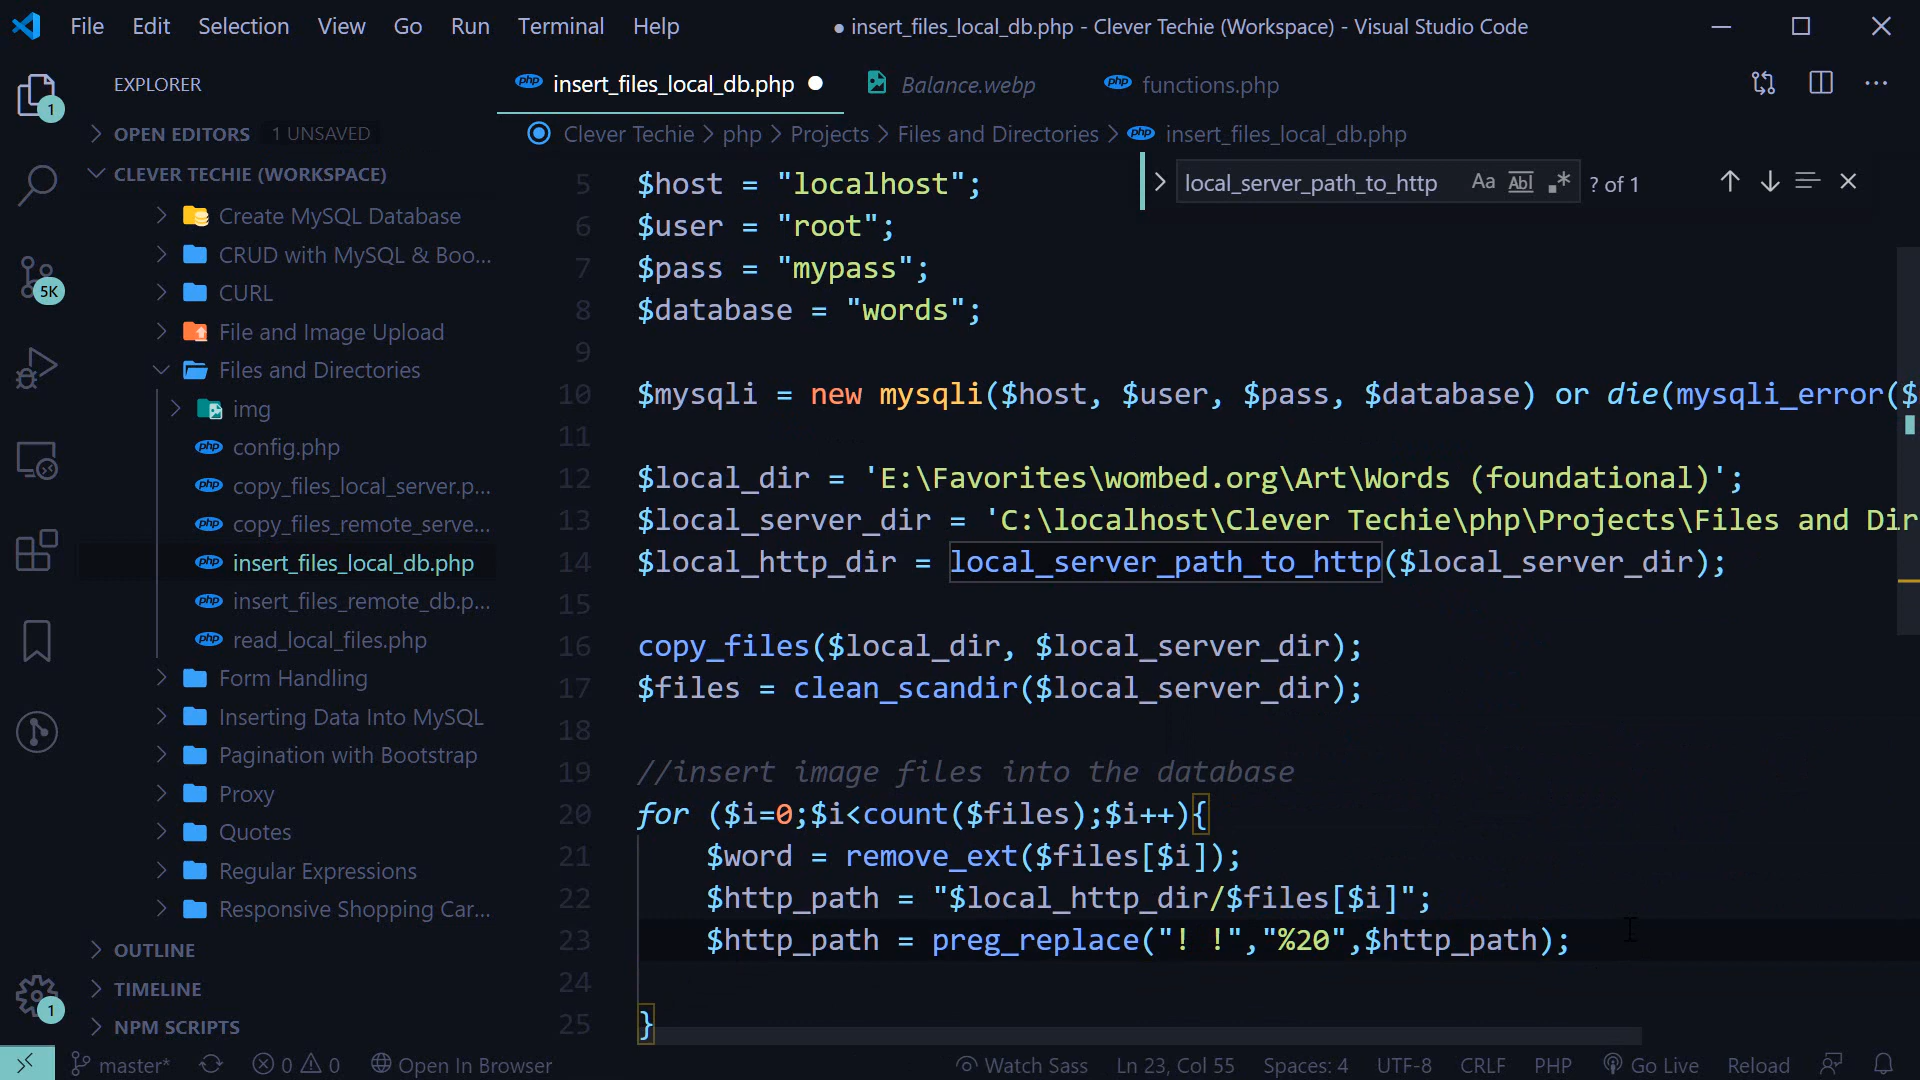 File Edit Selection View Go Run Terminal Help
● insert_files_local_db.php - Clever Techie (Workspace) - Visual Studio Code
1
EXPLORER
OPEN EDITORS 1 UNSAVED
CLEVER TECHIE (WORKSPACE)
Create MySQL Database
CRUD with MySQL & Boo...
5K
CURL
File and Image Upload
Files and Directories
img
config.php
copy_files_local_server.p...
copy_files_remote_serve...
insert_files_local_db.php
insert_files_remote_db.p...
read_local_files.php
Form Handling
Inserting Data Into MySQL
Pagination with Bootstrap
Proxy
Quotes
Regular Expressions
Responsive Shopping Car...
OUTLINE
TIMELINE
1
NPM SCRIPTS
php insert_files_local_db.php ●
Balance.webp
php functions.php
Clever Techie > php > Projects > Files and Directories > php insert_files_local_db.php
local_server_path_to_http Aa Abl .* ? of 1
5 $host = "localhost";
6 $user = "root";
7 $pass = "mypass";
8 $database = "words";
9
10 $mysqli = new mysqli($host, $user, $pass, $database) or die(mysqli_error($
11
12 $local_dir = 'E:\Favorites\wombed.org\Art\Words (foundational)';
13 $local_server_dir = 'C:\localhost\Clever Techie\php\Projects\Files and Dir
14 $local_http_dir = local_server_path_to_http($local_server_dir);
15
16 copy_files($local_dir, $local_server_dir);
17 $files = clean_scandir($local_server_dir);
18
19 //insert image files into the database
20 for ($i=0;$i<count($files);$i++){
21 $word = remove_ext($files[$i]);
22 $http_path = "$local_http_dir/$files[$i]";
23 $http_path = preg_replace("! !","%20",$http_path);
24
25 }
master* 0 0 Open In Browser Watch Sass Ln 23, Col 55 Spaces: 4 UTF-8 CRLF PHP Go Live Reload